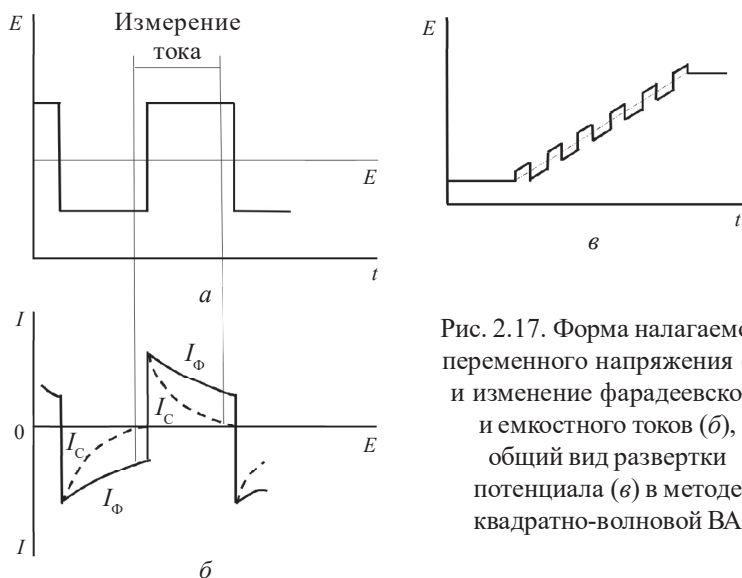 E
Измерение
тока
E
t
а
E
t
в
I
I_Ф
I_C
0
I_C
E
I_Ф
I
б
Рис. 2.17. Форма налагаемо
переменного напряжения (
и изменение фарадеевско
и емкостного токов (б),
общий вид развертки
потенциала (в) в методе
квадратно-волновой ВА